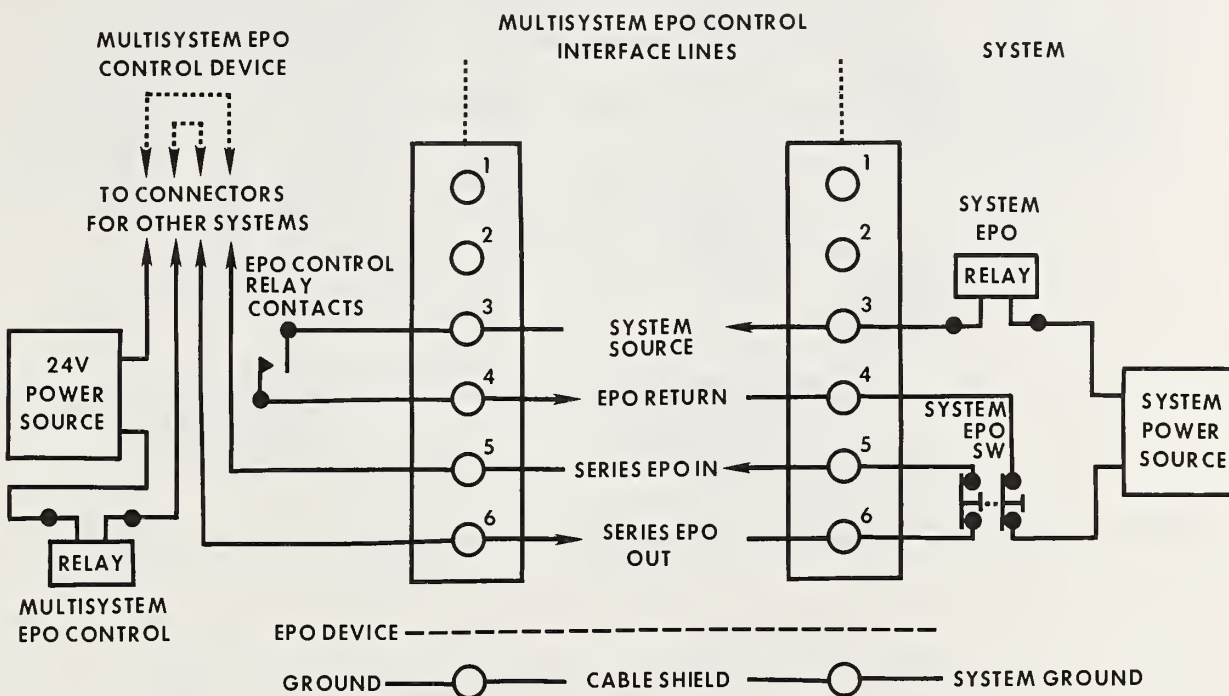 MULTISYSTEM EPO
CONTROL DEVICE
MULTISYSTEM EPO CONTROL
INTERFACE LINES
SYSTEM
TO CONNECTORS
FOR OTHER SYSTEMS
EPO CONTROL
RELAY
CONTACTS
24V
POWER
SOURCE
RELAY
MULTISYSTEM
EPO CONTROL
1
2
3
4
5
6
SYSTEM
SOURCE
EPO RETURN
SERIES EPO IN
SERIES EPO
OUT
1
2
3
4
5
6
SYSTEM
EPO
RELAY
SYSTEM
EPO
SW
SYSTEM
POWER
SOURCE
EPO DEVICE
GROUND
CABLE SHIELD
SYSTEM GROUND